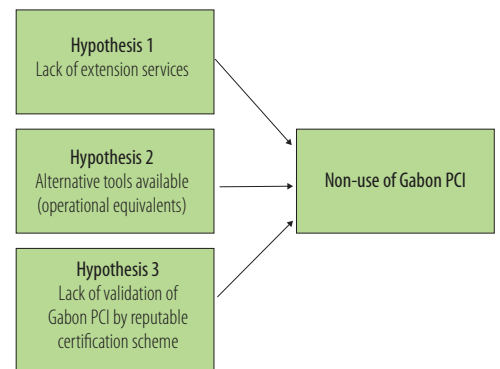 Hypothesis 1
Lack of extension services
Hypothesis 2
Alternative tools available
(operational equivalents)
Non-use of Gabon PCI
Hypothesis 3
Lack of validation of
Gabon PCI by reputable
certification scheme